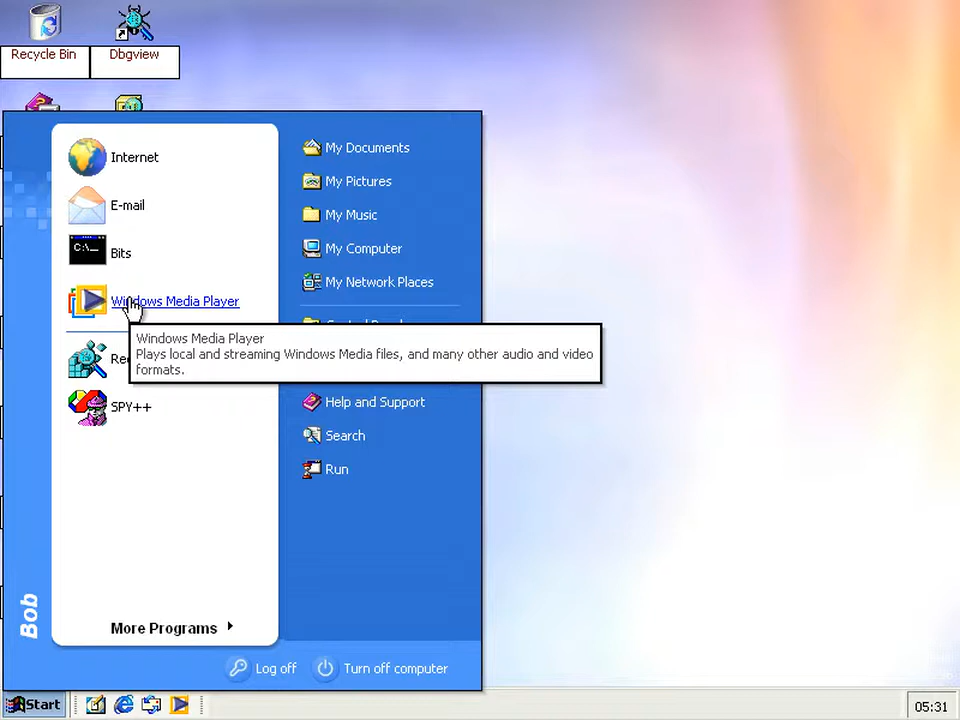 Recycle Bin
Dbgview
Internet
E-mail
C:\_
Bits
Windows Media Player
Windows Media Player
Plays local and streaming Windows Media files, and many other audio and video
formats.
SPY++
More Programs
My Documents
My Pictures
My Music
My Computer
My Network Places
Help and Support
Search
Run
Bob
Log off
Turn off computer
Start
05:31